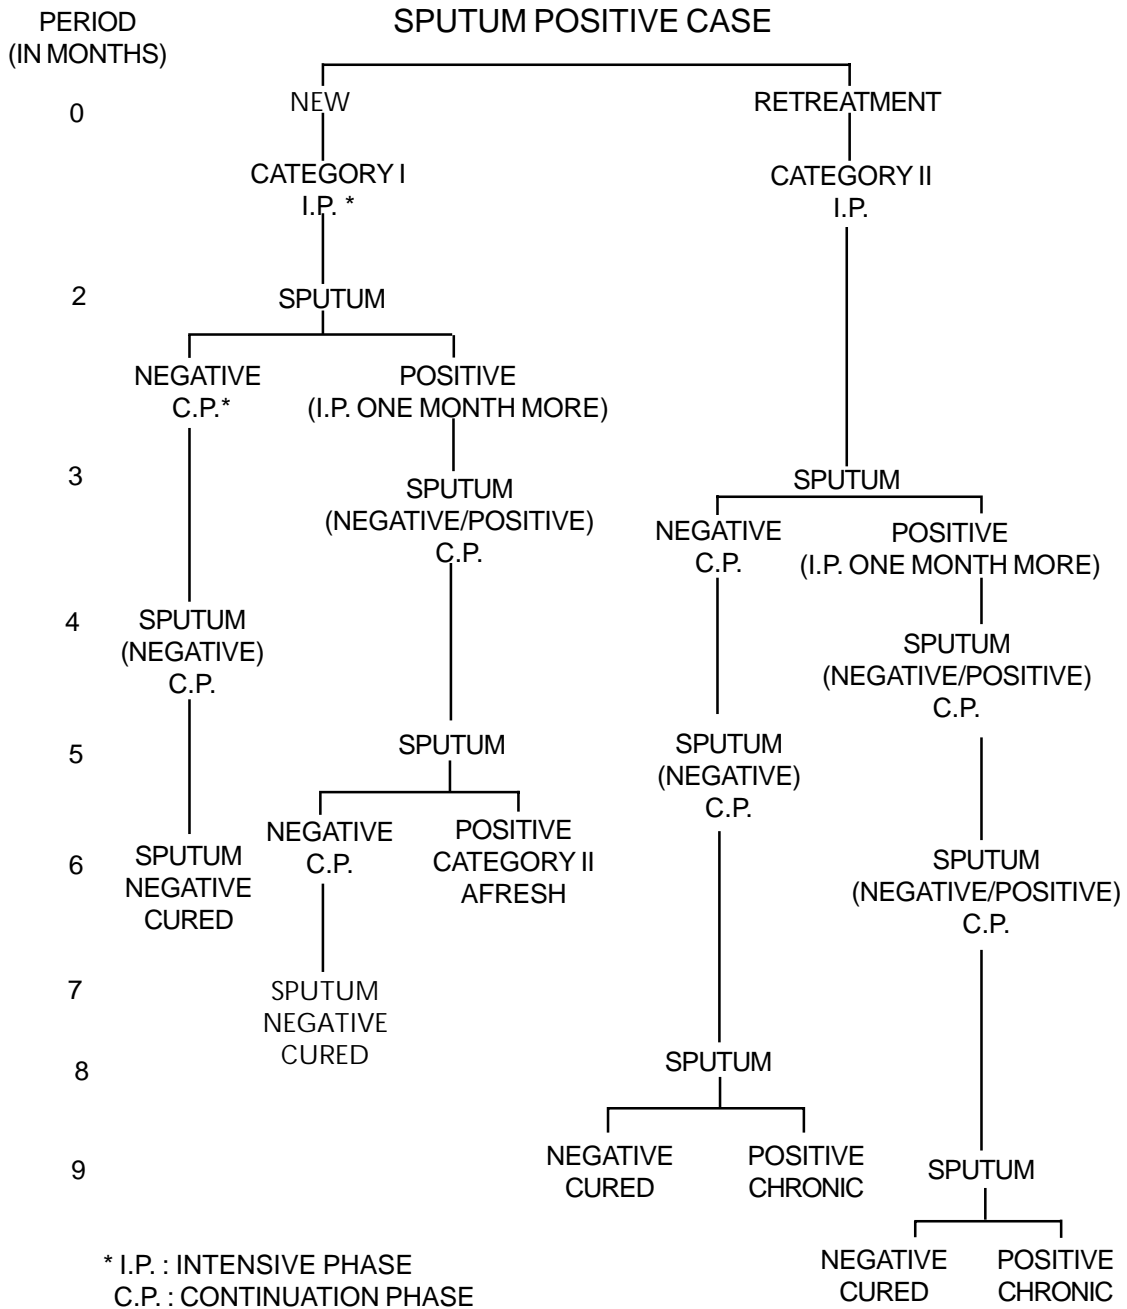 PERIOD
(IN MONTHS)
SPUTUM POSITIVE CASE
0
NEW
RETREATMENT
CATEGORY I
I.P. *
CATEGORY II
I.P.
2
SPUTUM
NEGATIVE
C.P.*
POSITIVE
(I.P. ONE MONTH MORE)
3
SPUTUM
(NEGATIVE/POSITIVE)
C.P.
SPUTUM
NEGATIVE
C.P.
POSITIVE
(I.P. ONE MONTH MORE)
4
SPUTUM
(NEGATIVE)
C.P.
SPUTUM
(NEGATIVE/POSITIVE)
C.P.
5
SPUTUM
SPUTUM
(NEGATIVE)
C.P.
NEGATIVE
C.P.
POSITIVE
CATEGORY II
AFRESH
6
SPUTUM
NEGATIVE
CURED
SPUTUM
(NEGATIVE/POSITIVE)
C.P.
7
SPUTUM
NEGATIVE
CURED
8
SPUTUM
NEGATIVE
CURED
POSITIVE
CHRONIC
9
SPUTUM
NEGATIVE
CURED
POSITIVE
CHRONIC
* I.P. : INTENSIVE PHASE
C.P. : CONTINUATION PHASE